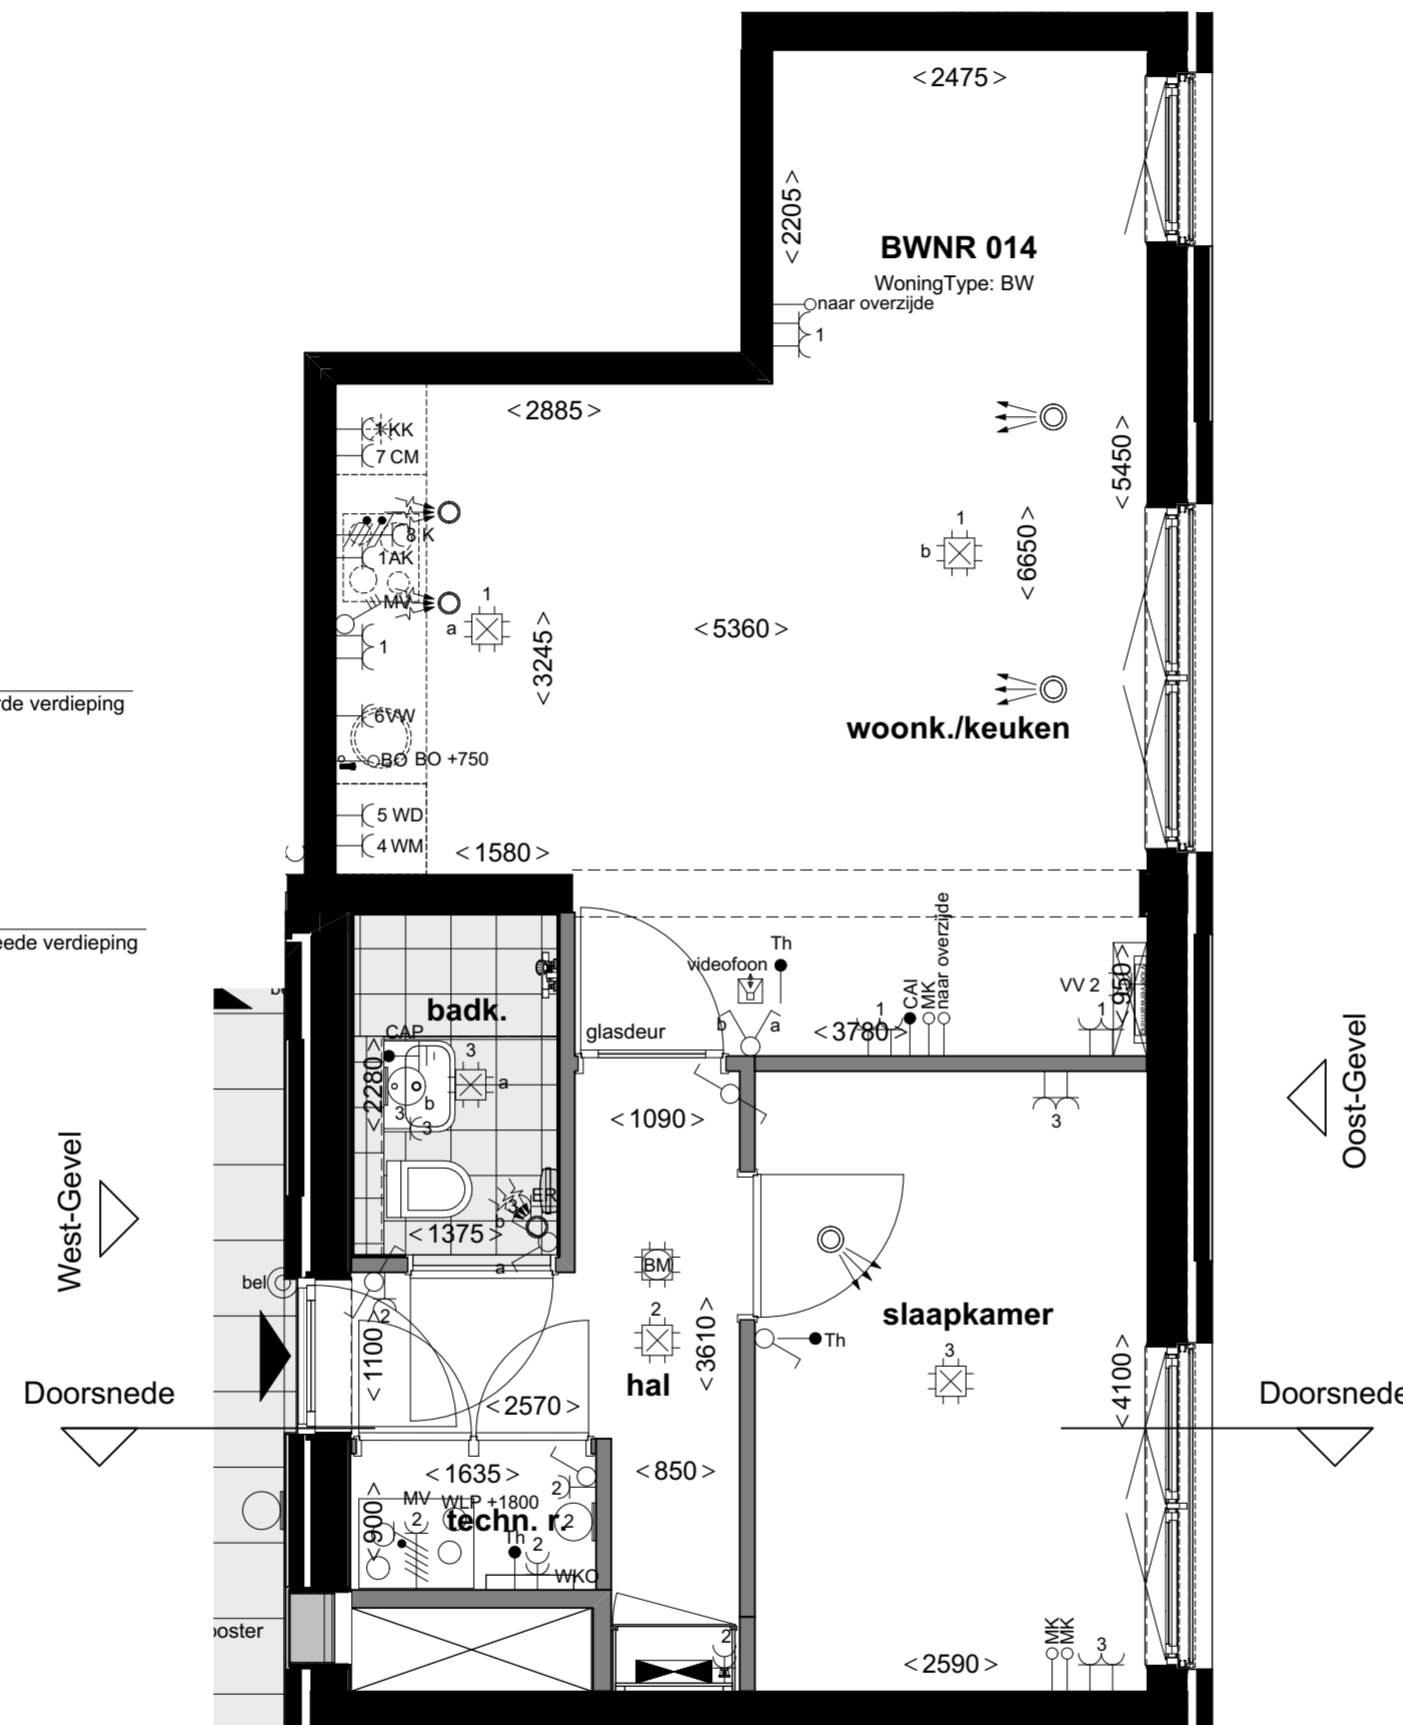 <2475>
<2205>
BWNR 014
WoningType: BW
naar overzijde
1
<2885>
KK
7 CM
<5450>
8 K
1AK
1
b
<6650>
MV
1
a
1
<3245>
<5360>
rde verdieping
6VW
woonk./keuken
BO BO +750
5 WD
4 WM
<1580>
eede verdieping
Th
videofoon
CAI
MK
naar overzijde
VV 2
<950>
badk.
glasdeur
b
a
<3780>
1
1
CAP
3
a
<2280>
b
3
3
<1090>
3
Oost-Gevel
West-Gevel
ER
3
b
<1375>
a
bel
BM
2
2
<1100>
<3610>
slaapkamer
Th
3
hal
<4100>
Doorsnede
<2570>
Doorsnede
<1635>
<850>
MV
WLP +1800
2
<900>
2
techn. r.
2
Th
2
WKO
ooster
2
<2590>
MK
MK
3